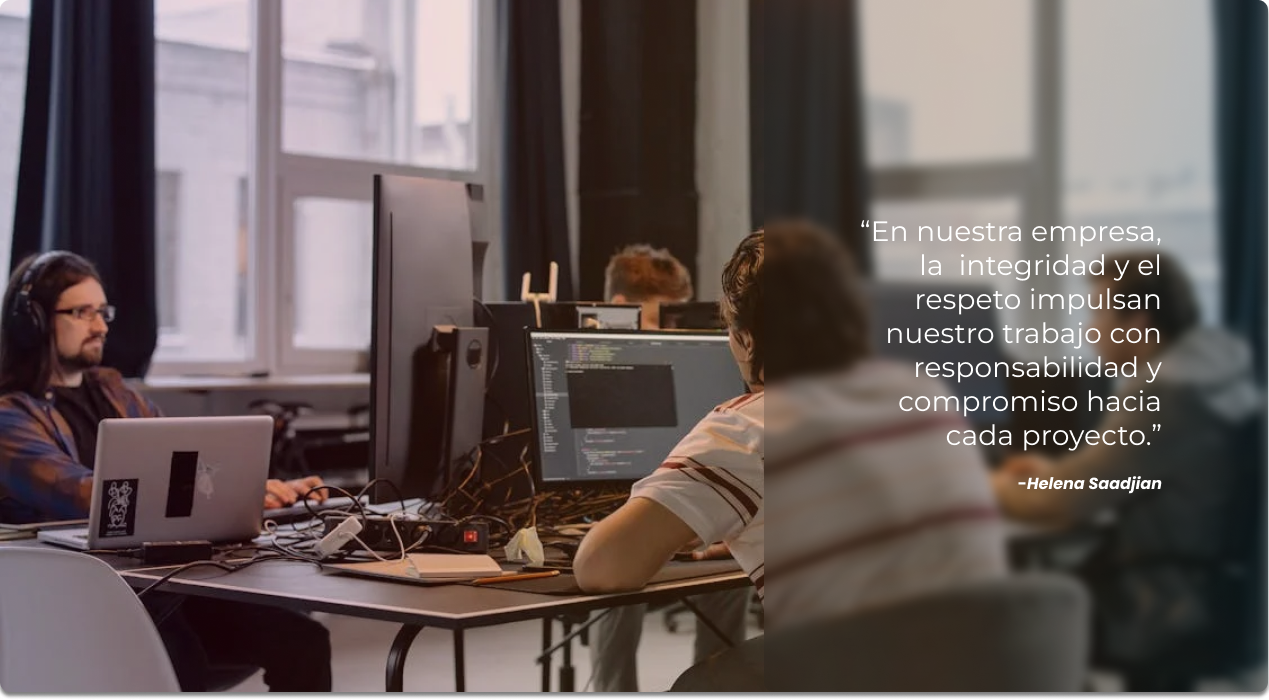 “En nuestra empresa,
la  integridad y el
respeto impulsan
nuestro trabajo con
responsabilidad y
compromiso hacia
cada proyecto.”
-Helena Saadjian